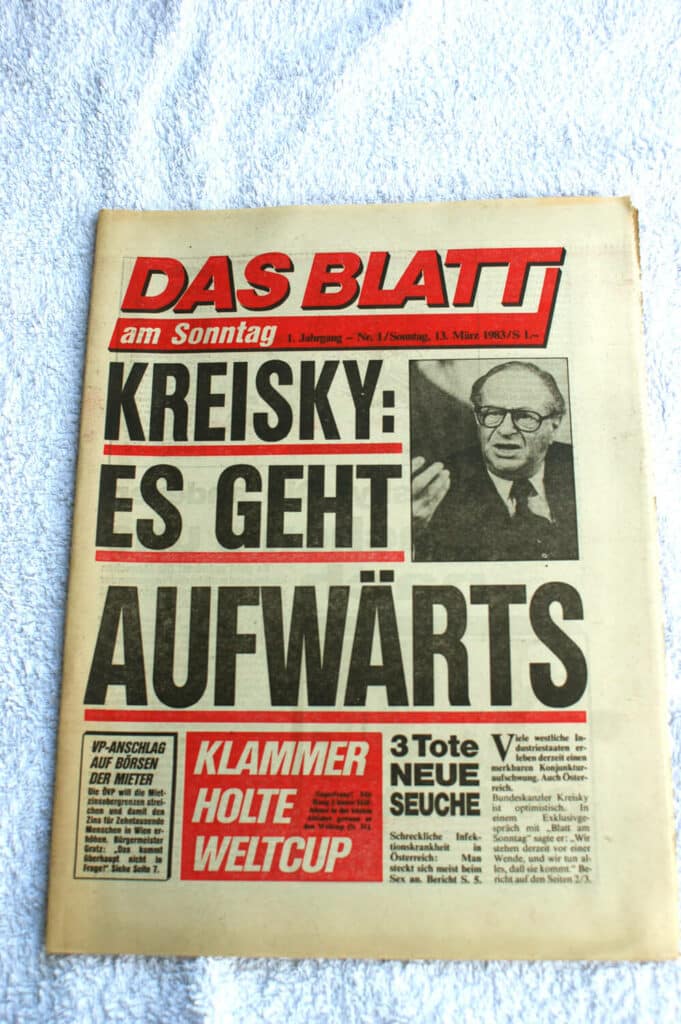 DAS BLATT
am Sonntag 1. Jahrgang – Nr. 1/Sonntag, 13. März 1983/S 1.–
KREISKY:
ES GEHT
AUFWÄRTS
VP-ANSCHLAG
AUF BÖRSEN
DER MIETER
Die ÖVP will die Miet-
zinsobergrenzen strei-
chen und damit den
Zins für Zehntausende
Menschen in Wien er-
höhen. Bürgermeister
Gratz: „Das kommt
überhaupt nicht in
Frage!" Siehe Seite 7.
KLAMMER
HOLTE
WELTCUP
3 Tote
NEUE
SEUCHE
Schreckliche Infek-
tionskrankheit in
Österreich: Man
steckt sich meist beim
Sex an. Bericht S. 5.
Viele westliche In-
dustriestaaten er-
leben derzeit einen
merkbaren Konjunktur-
aufschwung. Auch Öster-
reich.
Bundeskanzler Kreisky
ist optimistisch. In
einem Exklusivge-
spräch mit „Blatt am
Sonntag" sagte er: „Wir
stehen derzeit vor einer
Wende, und wir tun al-
les, daß sie kommt." Be-
richt auf den Seiten 2/3.